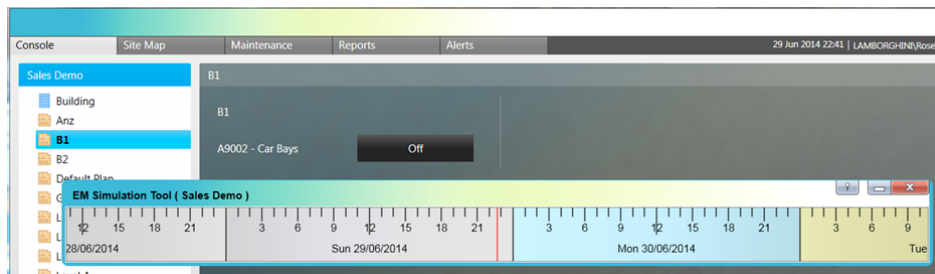 Console Site Map Maintenance Reports Alerts 29 Jun 2014 22:41 | LAMBORGHINI\Rose
Sales Demo
B1
Building
Anz
B1
B2
Default Plan
B1
A9002 - Car Bays Off
EM Simulation Tool ( Sales Demo )
12 15 18 21 3 6 9 12 15 18 21 3 6 9 12 15 18 21 3 6 9
28/06/2014 Sun 29/06/2014 Mon 30/06/2014 Tue